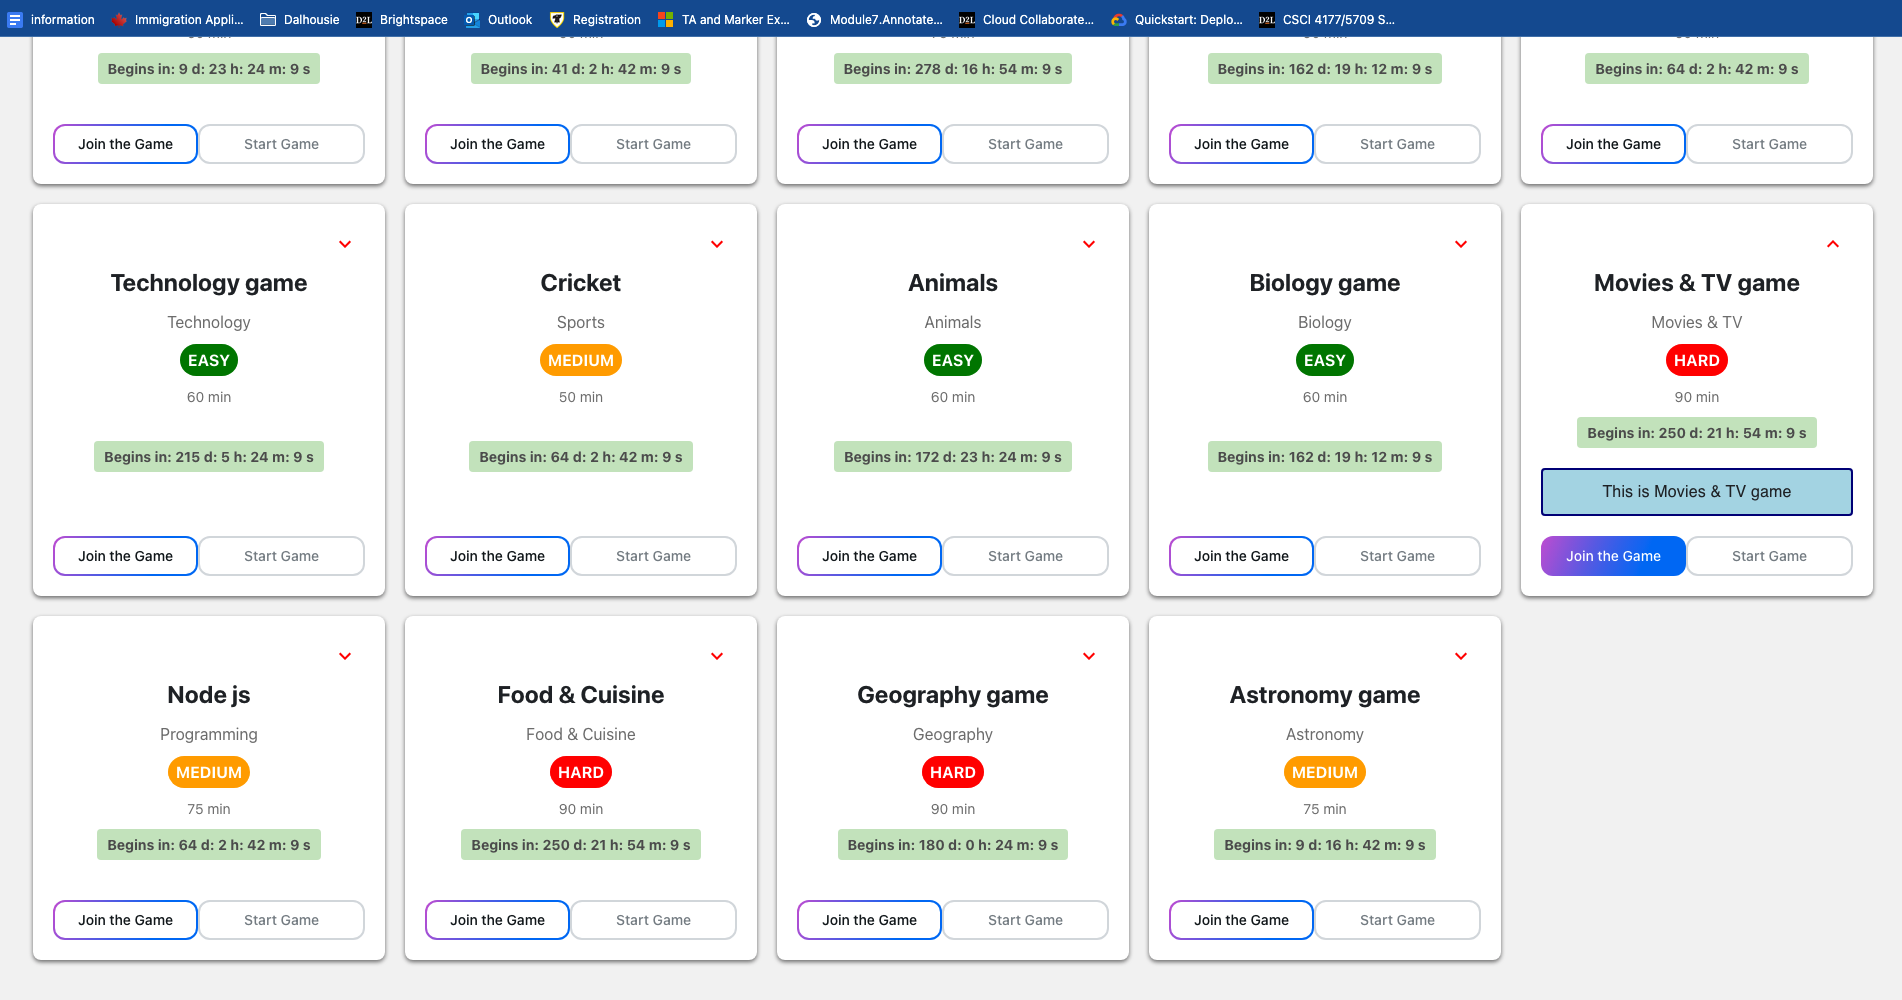 information Immigration Appli... Dalhousie D2L Brightspace Outlook Registration TA and Marker Ex... Module7.Annotate... D2L Cloud Collaborate... Quickstart: Deplo... D2L CSCI 4177/5709 S...
Begins in: 9 d: 23 h: 24 m: 9 s
Begins in: 41 d: 2 h: 42 m: 9 s
Begins in: 278 d: 16 h: 54 m: 9 s
Begins in: 162 d: 19 h: 12 m: 9 s
Begins in: 64 d: 2 h: 42 m: 9 s
Join the Game Start Game
Join the Game Start Game
Join the Game Start Game
Join the Game Start Game
Join the Game Start Game
Technology game
Technology
EASY
60 min
Begins in: 215 d: 5 h: 24 m: 9 s
Join the Game Start Game
Cricket
Sports
MEDIUM
50 min
Begins in: 64 d: 2 h: 42 m: 9 s
Join the Game Start Game
Animals
Animals
EASY
60 min
Begins in: 172 d: 23 h: 24 m: 9 s
Join the Game Start Game
Biology game
Biology
EASY
60 min
Begins in: 162 d: 19 h: 12 m: 9 s
Join the Game Start Game
Movies & TV game
Movies & TV
HARD
90 min
Begins in: 250 d: 21 h: 54 m: 9 s
This is Movies & TV game
Join the Game Start Game
Node js
Programming
MEDIUM
75 min
Begins in: 64 d: 2 h: 42 m: 9 s
Join the Game Start Game
Food & Cuisine
Food & Cuisine
HARD
90 min
Begins in: 250 d: 21 h: 54 m: 9 s
Join the Game Start Game
Geography game
Geography
HARD
90 min
Begins in: 180 d: 0 h: 24 m: 9 s
Join the Game Start Game
Astronomy game
Astronomy
MEDIUM
75 min
Begins in: 9 d: 16 h: 42 m: 9 s
Join the Game Start Game